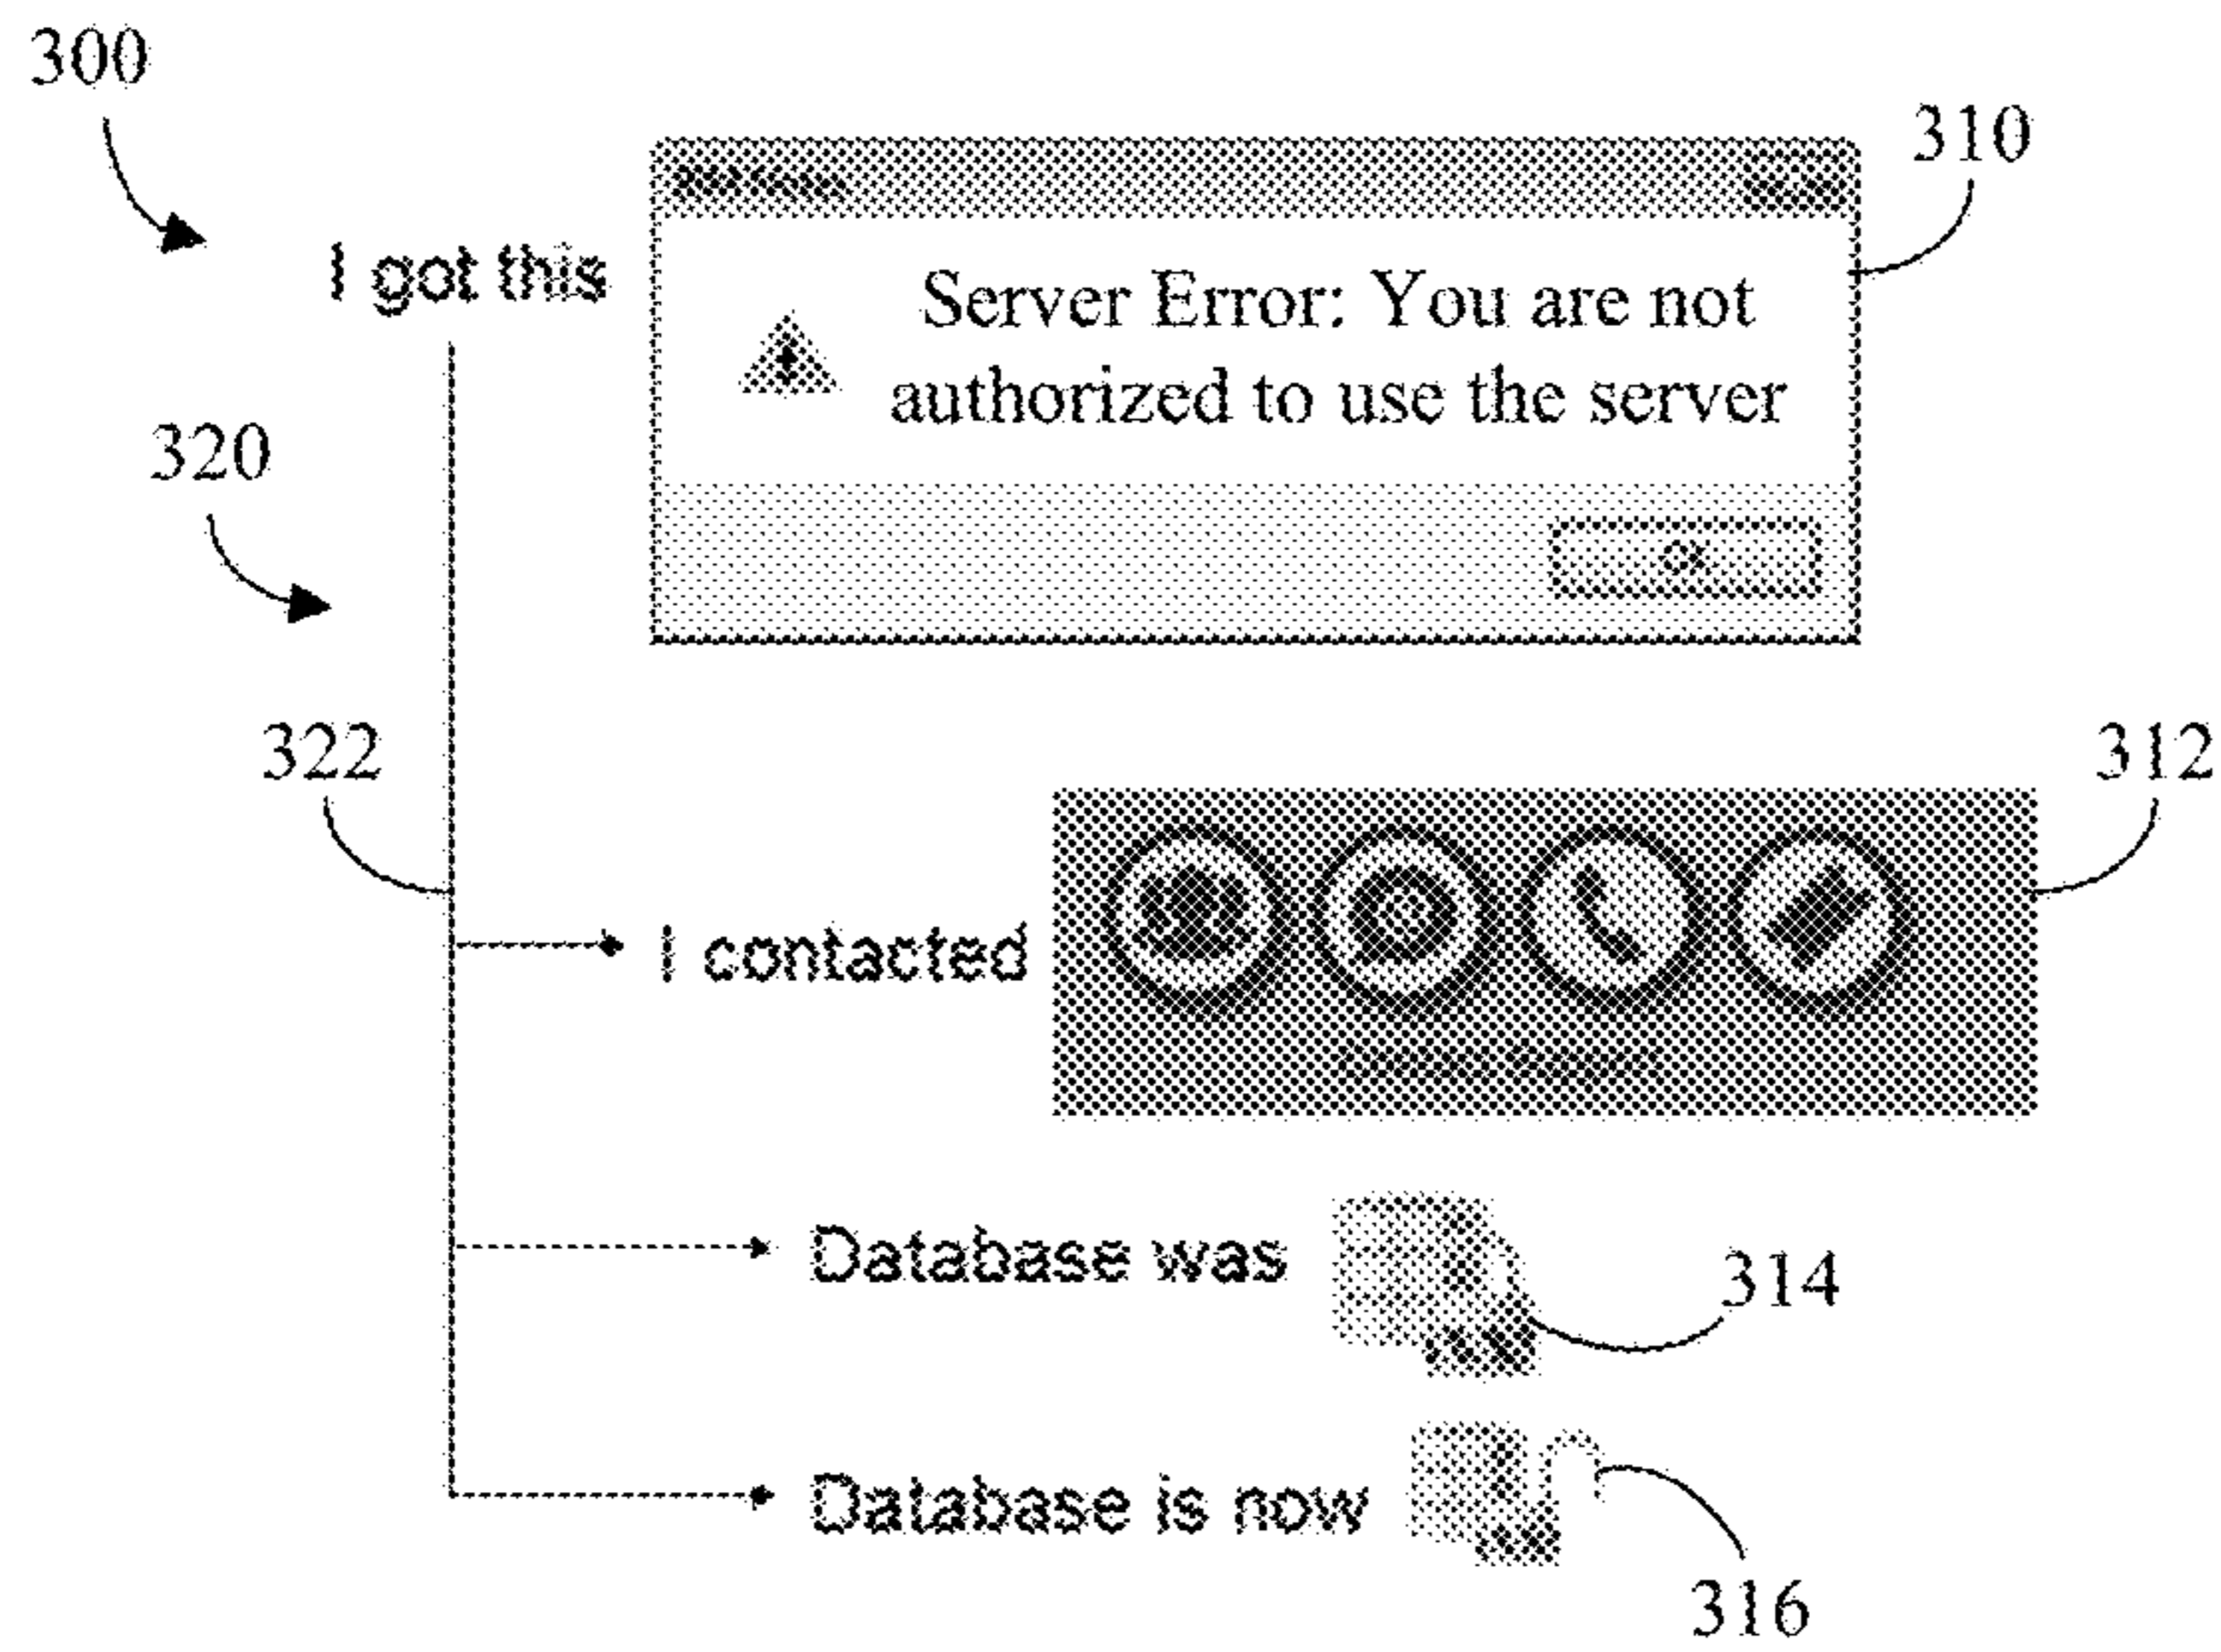 300
310
I got this
Server Error: You are not
authorized to use the server
320
OK
322
312
I contacted
Database was
314
Database is now
316